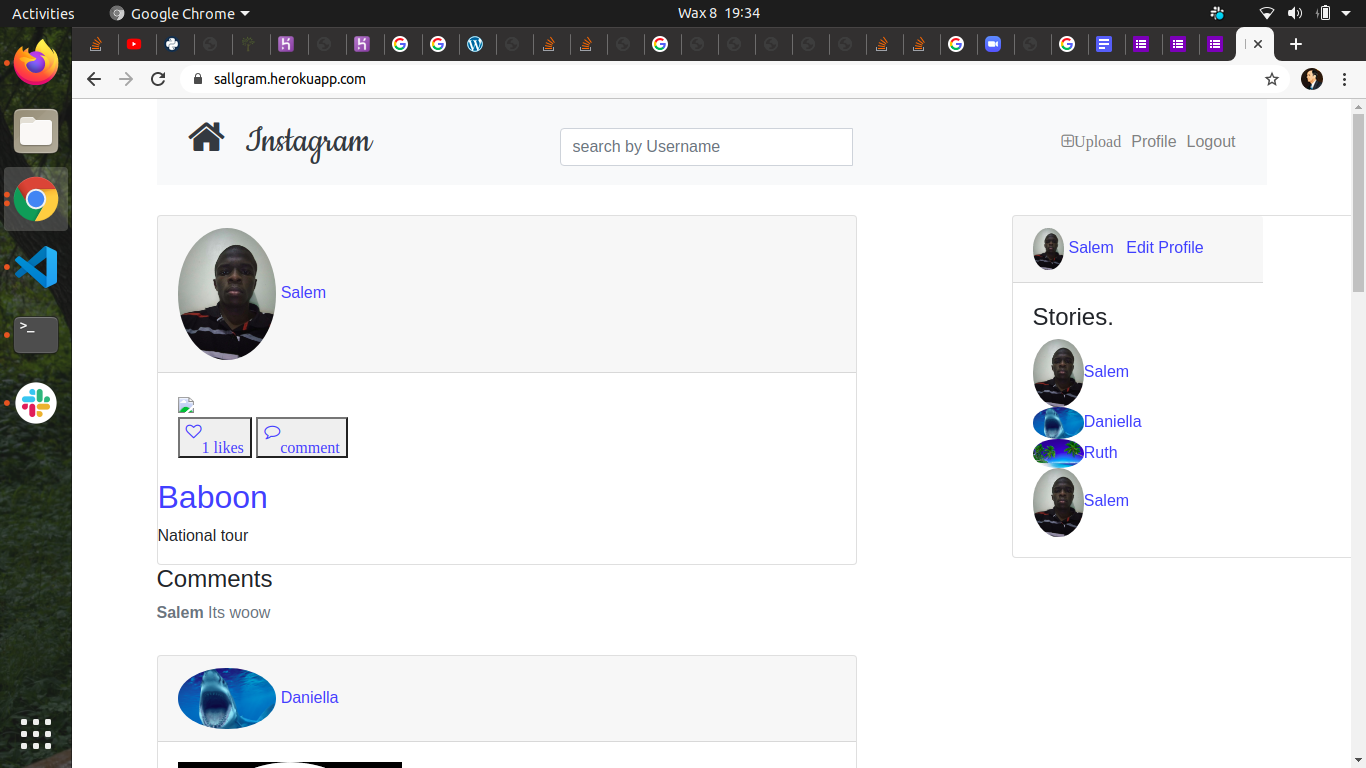 Activities Google Chrome Wax 8 19:34
sallgram.herokuapp.com
Instagram search by Username Upload Profile Logout
Salem
1 likes comment
Baboon
National tour
Comments
Salem Its woow
Daniella
Salem Edit Profile
Stories.
Salem
Daniella
Ruth
Salem